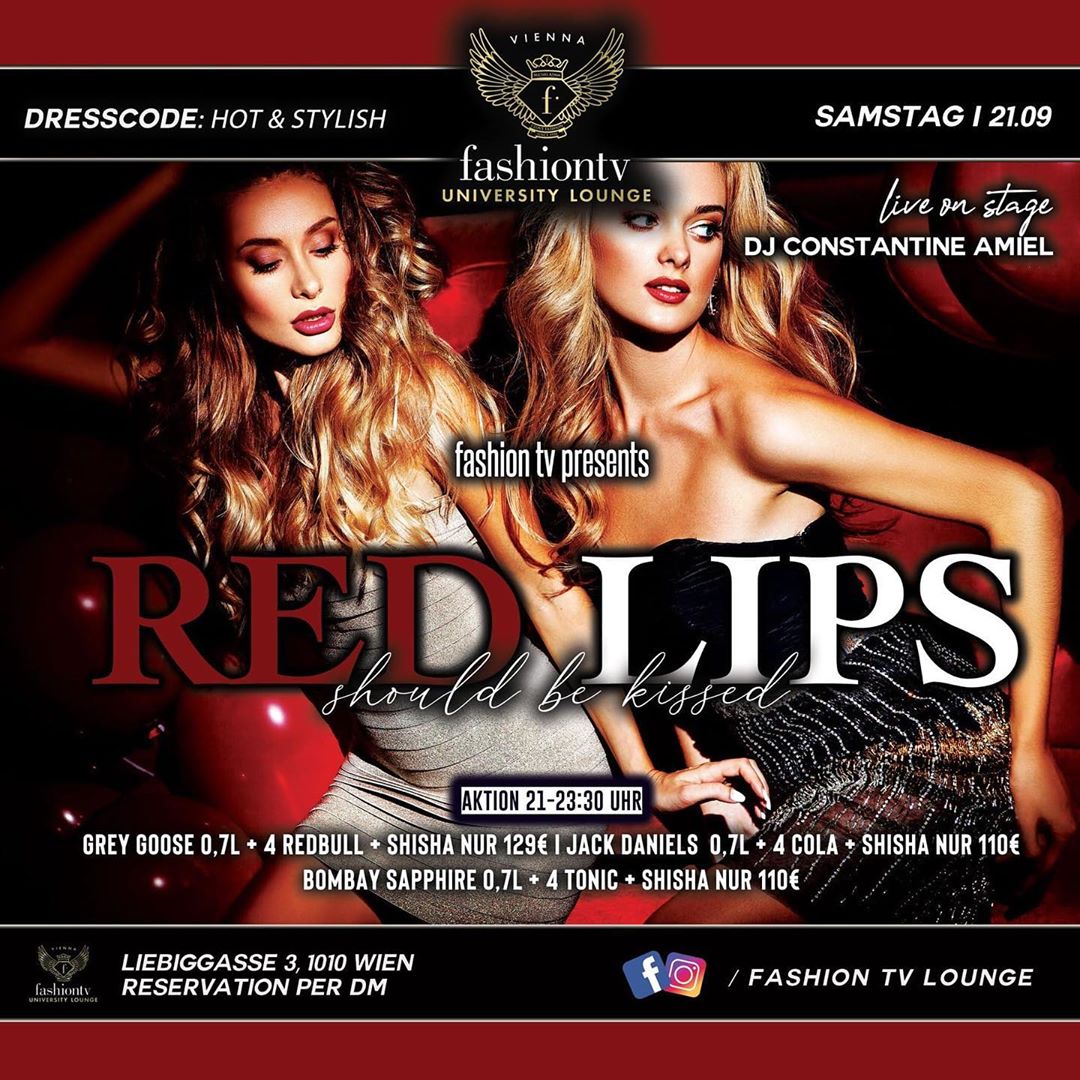 VIENNA
f
fashiontv
UNIVERSITY LOUNGE
DRESSCODE: HOT & STYLISH
SAMSTAG I 21.09
live on stage
DJ CONSTANTINE AMIEL
fashion tv presents
RED LIPS
should be kissed
AKTION 21-23:30 UHR
GREY GOOSE 0,7L + 4 REDBULL + SHISHA NUR 129€ I JACK DANIELS 0,7L + 4 COLA + SHISHA NUR 110€
BOMBAY SAPPHIRE 0,7L + 4 TONIC + SHISHA NUR 110€
VIENNA
f
fashiontv
UNIVERSITY LOUNGE
LIEBIGGASSE 3, 1010 WIEN
RESERVATION PER DM
/ FASHION TV LOUNGE